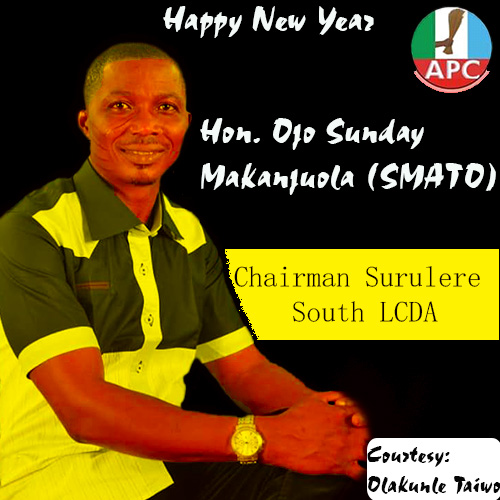 Happy New Year
APC
Hon. Ojo Sunday
Makanjuola (SMATO)
Chairman Surulere
South LCDA
Courtesy:
Olakunle Taiwo